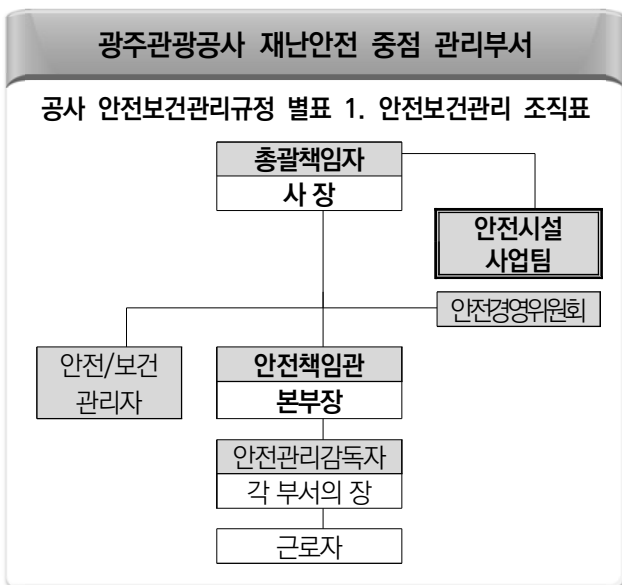 광주관광공사 재난안전 중점 관리부서
공사 안전보건관리규정 별표 1. 안전보건관리 조직표
총괄책임자
사 장
안전시설
사업팀
안전경영위원회
안전/보건
관리자
안전책임관
본부장
안전관리감독자
각 부서의 장
근로자